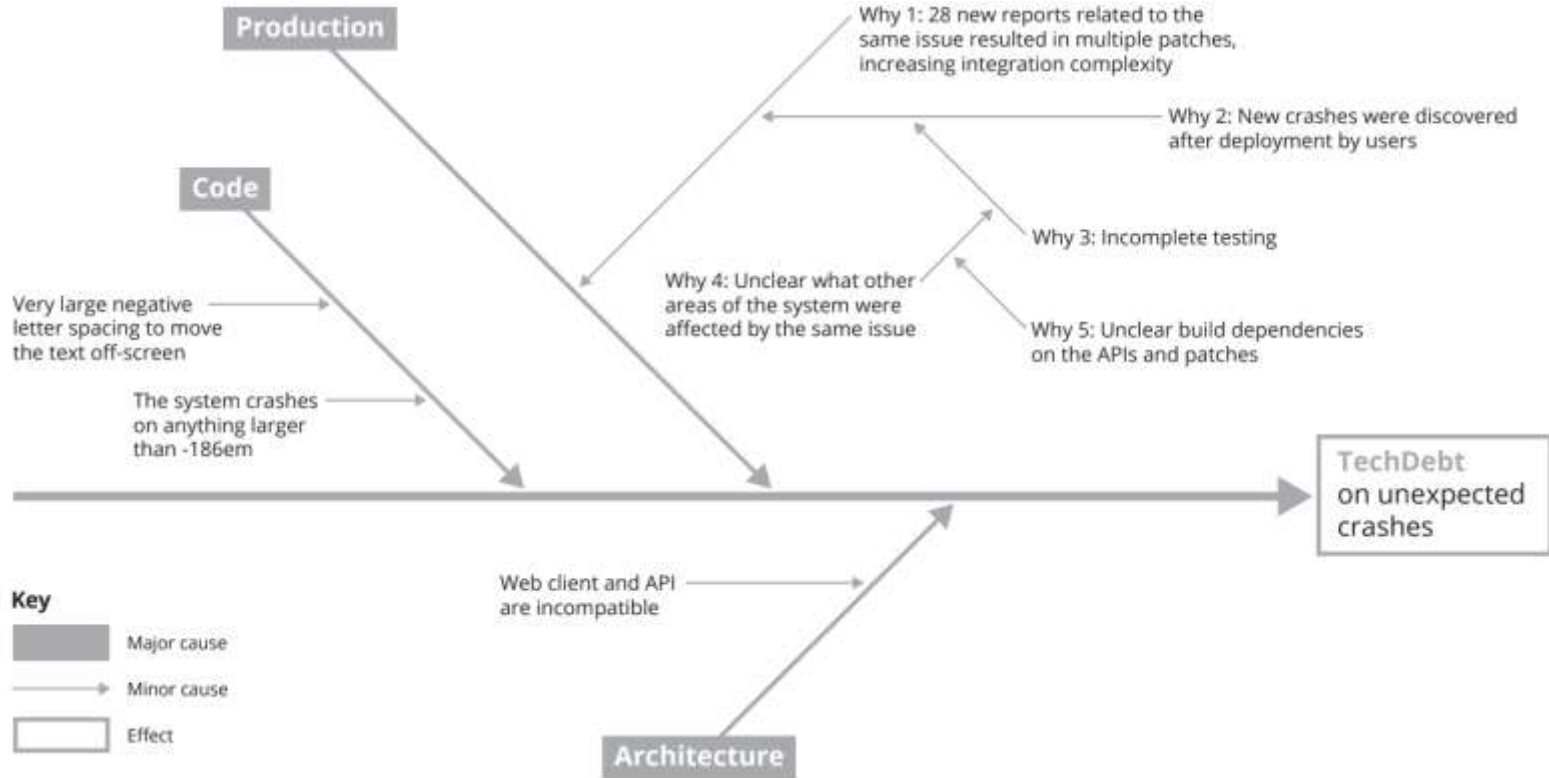 Production
Why 1: 28 new reports related to the
same issue resulted in multiple patches,
increasing integration complexity
Why 2: New crashes were discovered
after deployment by users
Code
Why 3: Incomplete testing
Why 4: Unclear what other
areas of the system were
affected by the same issue
Why 5: Unclear build dependencies
on the APIs and patches
Very large negative
letter spacing to move
the text off-screen
The system crashes
on anything larger
than -186em
TechDebt
on unexpected
crashes
Web client and API
are incompatible
Key
Major cause
Minor cause
Effect
Architecture